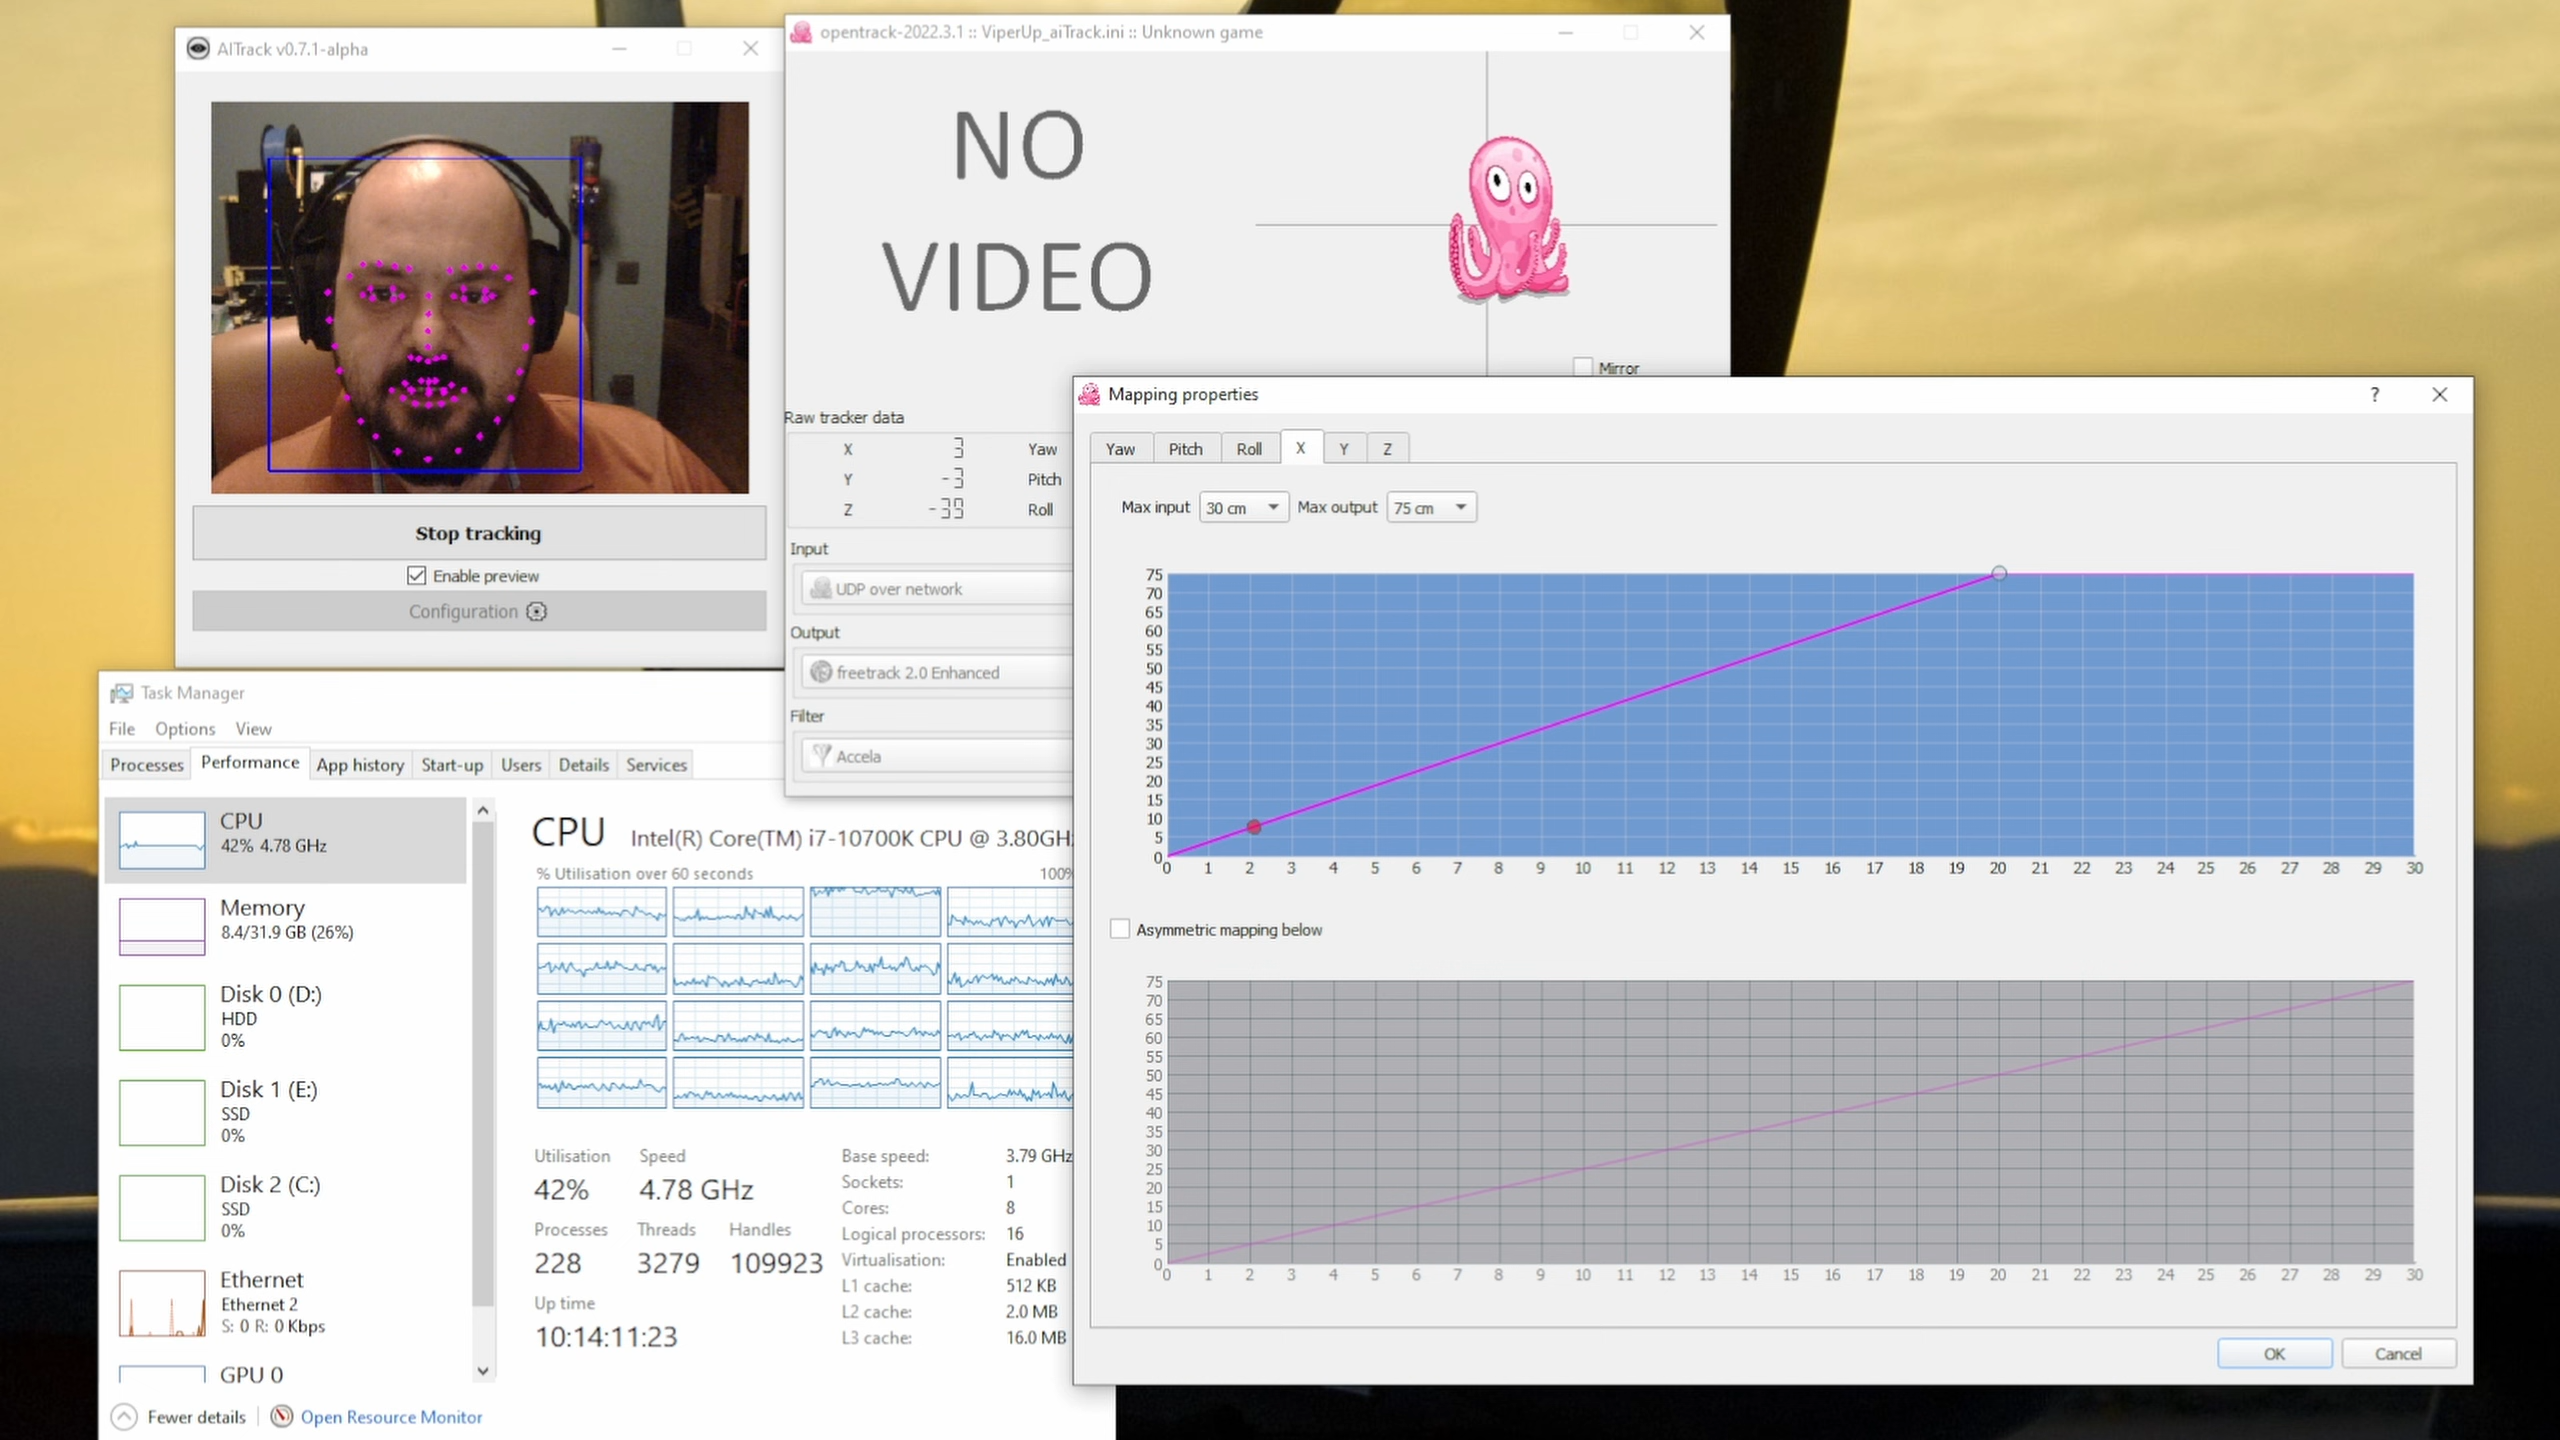 AITrack v0.7.1-alpha
Stop tracking
Enable preview
Configuration
opentrack-2022.3.1 :: ViperUp_aiTrack.ini :: Unknown game
NO
VIDEO
Mirror
Raw tracker data
X 3 Yaw
Y -3 Pitch
Z -39 Roll
Input
UDP over network
Output
freetrack 2.0 Enhanced
Filter
Accela
Mapping properties
?
Yaw Pitch Roll X Y Z
Max input 30 cm Max output 75 cm
75
70
65
60
55
50
45
40
35
30
25
20
15
10
5
0
0 1 2 3 4 5 6 7 8 9 10 11 12 13 14 15 16 17 18 19 20 21 22 23 24 25 26 27 28 29 30
Asymmetric mapping below
75
70
65
60
55
50
45
40
35
30
25
20
15
10
5
0
0 1 2 3 4 5 6 7 8 9 10 11 12 13 14 15 16 17 18 19 20 21 22 23 24 25 26 27 28 29 30
OK Cancel
Task Manager
File Options View
Processes Performance App history Start-up Users Details Services
CPU
42% 4.78 GHz
Memory
8.4/31.9 GB (26%)
Disk 0 (D:)
HDD
0%
Disk 1 (E:)
SSD
0%
Disk 2 (C:)
SSD
0%
Ethernet
Ethernet 2
S: 0 R: 0 Kbps
GPU 0
CPU Intel(R) Core(TM) i7-10700K CPU @ 3.80GH
% Utilisation over 60 seconds 100%
Utilisation Speed
42% 4.78 GHz
Processes Threads Handles
228 3279 109923
Up time
10:14:11:23
Base speed: 3.79 GHz
Sockets: 1
Cores: 8
Logical processors: 16
Virtualisation: Enabled
L1 cache: 512 KB
L2 cache: 2.0 MB
L3 cache: 16.0 MB
Fewer details Open Resource Monitor